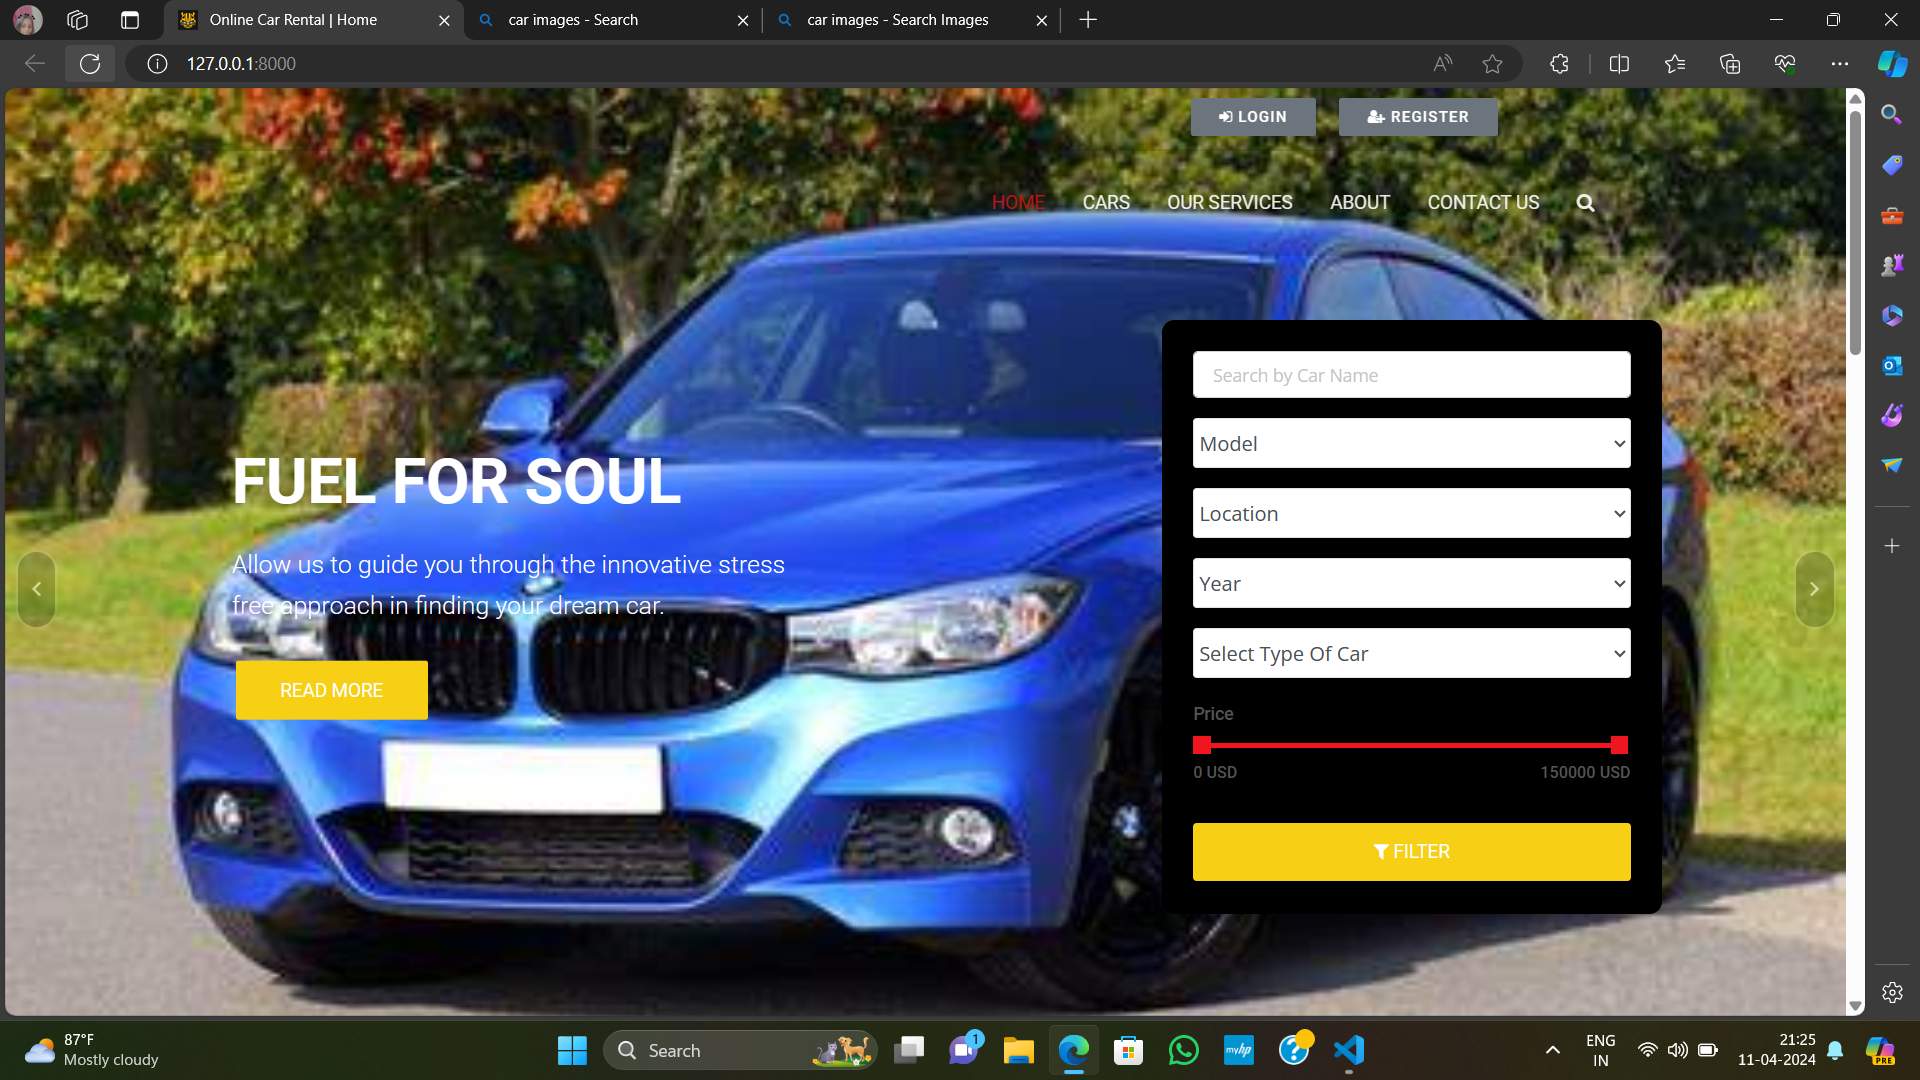 Online Car Rental | Home
car images - Search
car images - Search Images
127.0.0.1:8000
LOGIN
REGISTER
HOME
CARS
OUR SERVICES
ABOUT
CONTACT US
Search by Car Name
Model
Location
Year
Select Type Of Car
Price
0 USD
150000 USD
FILTER
FUEL FOR SOUL
Allow us to guide you through the innovative stress
free approach in finding your dream car.
READ MORE
87°F
Mostly cloudy
Search
1
myhp
ENG
IN
21:25
11-04-2024
PRE